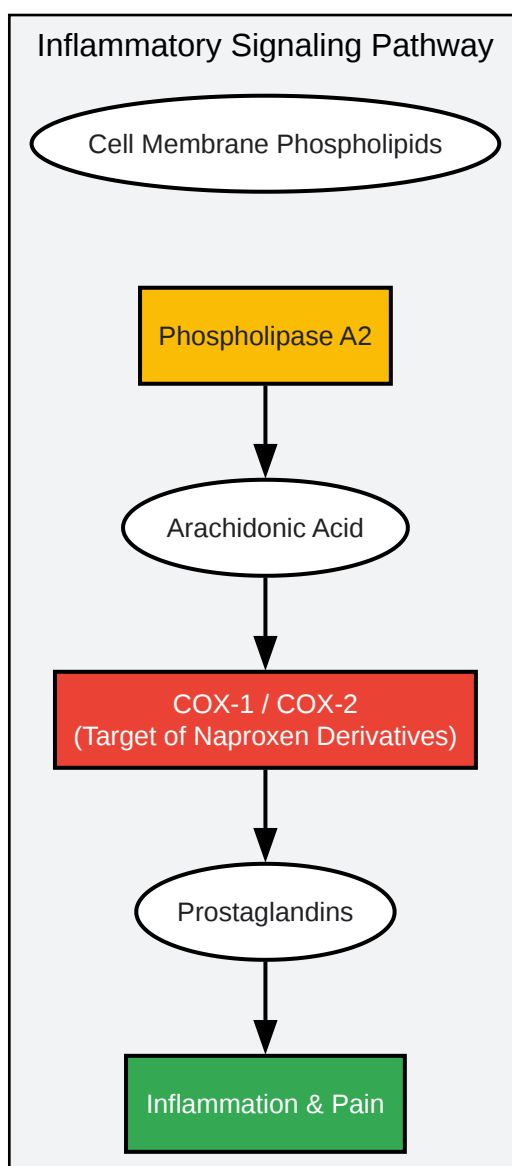 Inflammatory Signaling Pathway
Cell Membrane Phospholipids
Phospholipase A2
Arachidonic Acid
COX-1 / COX-2
(Target of Naproxen Derivatives)
Prostaglandins
Inflammation & Pain